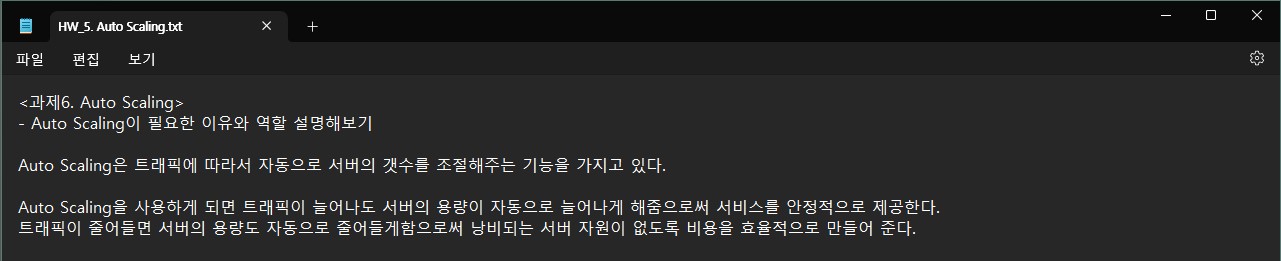 HW_5. Auto Scaling.txt
파일 편집 보기
<과제6. Auto Scaling>
- Auto Scaling이 필요한 이유와 역할 설명해보기
Auto Scaling은 트래픽에 따라서 자동으로 서버의 갯수를 조절해주는 기능을 가지고 있다.
Auto Scaling을 사용하게 되면 트래픽이 늘어나도 서버의 용량이 자동으로 늘어나게 해줌으로써 서비스를 안정적으로 제공한다.
트래픽이 줄어들면 서버의 용량도 자동으로 줄어들게함으로써 낭비되는 서버 자원이 없도록 비용을 효율적으로 만들어 준다.